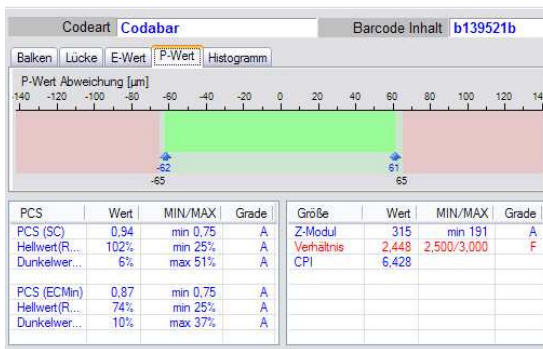 Codeart Codabar Barcode Inhalt b139521b
Balken Lücke E-Wert P-Wert Histogramm
P-Wert Abweichung [µm]
-140 -120 -100 -80 -60 -40 -20 0 20 40 60 80 100 120 14
-62 61
-65 65
PCS Wert MIN/MAX Grade Größe Wert MIN/MAX Grade
PCS (SC) 0,94 min 0,75 A Z-Modul 315 min 191 A
Hellwert(R... 102% min 25% A Verhältnis 2,448 2,500/3,000 F
Dunkelwer... 6% max 51% A CPI 6,428
PCS (ECMin) 0,87 min 0,75 A
Hellwert(R... 74% min 25% A
Dunkelwer... 10% max 37% A